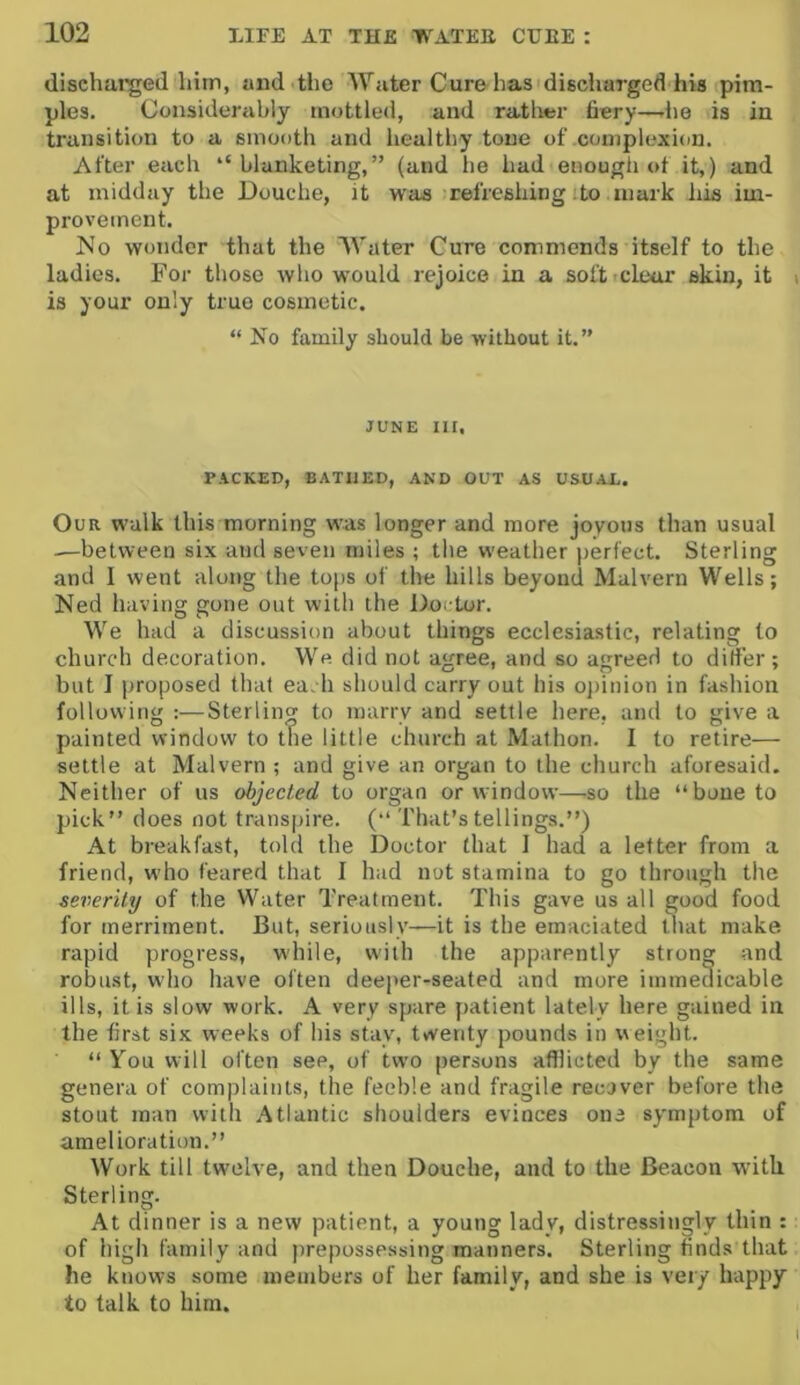 102 LIFE AT THE WATER CURE :
discharged him, and the Water Cure has discharged his pim-
ples. Considerably mottled, and rather fiery—he is in
transition to a smooth and healthy tone of complexion.
After each “blanketing,” (and he had enough of it,) and
at midday the Douche, it was refreshing to mark his im-
provement.
No wonder that the Water Cure commends itself to the
ladies. For those who would rejoice in a soft clear skin, it
is your only true cosmetic.
“ No family should be without it.”
JUNE III,
PACKED, BATHED, AND OUT AS USUAL.
Our walk this morning was longer and more joyous than usual
—between six and seven miles ; the weather perfect. Sterling
and I went along the tops of the hills beyond Malvern Wells ;
Ned having gone out with the Doctor.
We had a discussion about things ecclesiastic, relating to
church decoration. We did not agree, and so agreed to differ ;
but I proposed that each should carry out his opinion in fashion
following :—Sterling to marry and settle here, and to give a
painted window to the little church at Mathon. I to retire—
settle at Malvern ; and give an organ to the church aforesaid.
Neither of us objected to organ or window—so the “bone to
pick” does not transpire. (“ That’s tellings.”)
At breakfast, told the Doctor that I had a letter from a
friend, who feared that I had not stamina to go through the
severity of the Water Treatment. This gave us all good food
for merriment. But, seriously—it is the emaciated that make
rapid progress, while, with the apparently strong and
robust, who have often deeper-seated and more immedicable
ills, it is slow work. A very spare patient lately here gained in
the first six weeks of his stay, twenty pounds in weight.
“ You will often see, of two persons afflicted by the same
genera of complaints, the feeble and fragile recover before the
stout man with Atlantic shoulders evinces one symptom of
amelioration.”
Work till twelve, and then Douche, and to the Beacon with
Sterling.
At dinner is a new patient, a young lady, distressingly thin :
of high family and prepossessing manners. Sterling finds that
he knows some members of her family, and she is very happy
to talk to him.